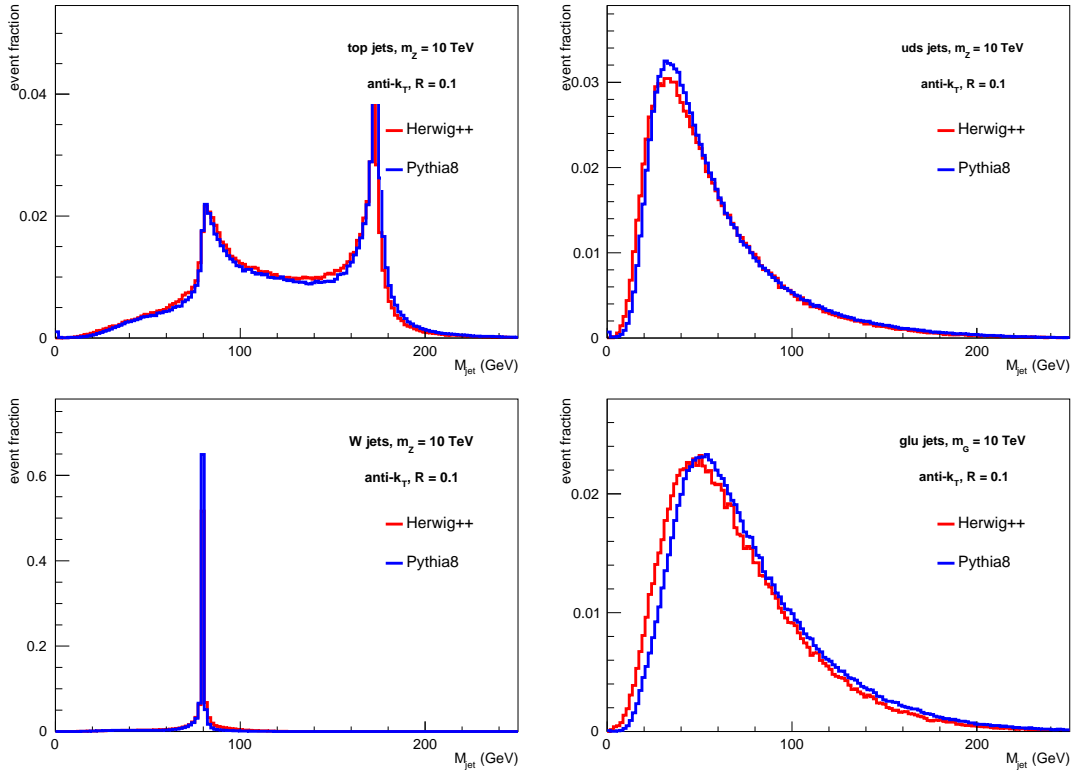 event fraction
top jets, m_Z = 10 TeV
anti-k_T, R = 0.1
Herwig++
Pythia8
0.04
0.02
0
0 100 200
M_jet (GeV)
event fraction
uds jets, m_Z = 10 TeV
anti-k_T, R = 0.1
Herwig++
Pythia8
0.03
0.02
0.01
0
0 100 200
M_jet (GeV)
event fraction
W jets, m_Z = 10 TeV
anti-k_T, R = 0.1
Herwig++
Pythia8
0.6
0.4
0.2
0
0 100 200
M_jet (GeV)
event fraction
glu jets, m_G = 10 TeV
anti-k_T, R = 0.1
Herwig++
Pythia8
0.02
0.01
0
0 100 200
M_jet (GeV)